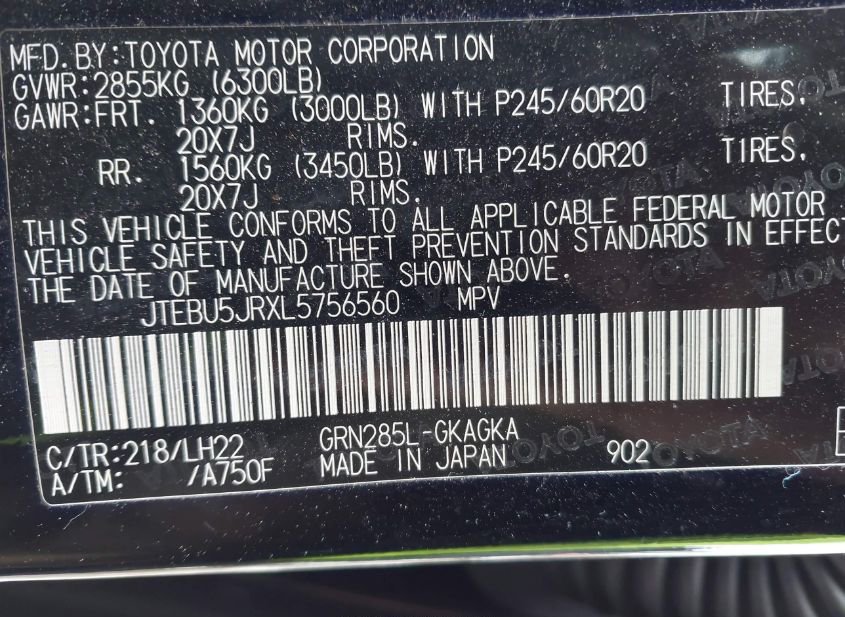 MFD. BY:TOYOTA MOTOR CORPORATION
GVWR:2855KG (6300LB)
GAWR:FRT. 1360KG (3000LB) WITH P245/60R20 TIRES,
20X7J RIMS.
RR. 1560KG (3450LB) WITH P245/60R20 TIRES,
20X7J RIMS.
THIS VEHICLE CONFORMS TO ALL APPLICABLE FEDERAL MOTOR
VEHICLE SAFETY AND THEFT PREVENTION STANDARDS IN EFFECT
THE DATE OF MANUFACTURE SHOWN ABOVE.
JTEBU5JRXL5756560 MPV
C/TR:218/LH22 GRN285L-GKAGKA
A/TM: /A750F MADE IN JAPAN 902